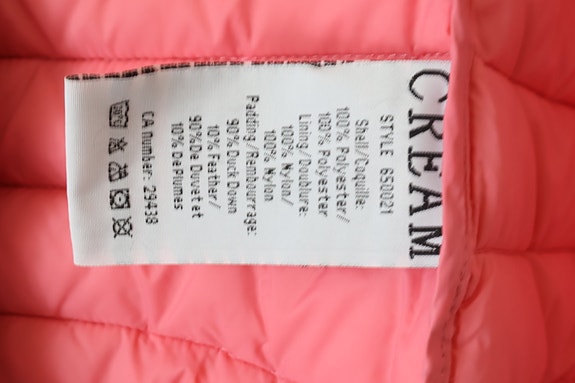 CREAM
STYLE 650021
Shell/Coquille:
100% Polyester/
100% Polyester
Lining/Doublure:
100% Nylon/
100% Nylon
Padding/Rembourrage:
90% Duck Down
10% Feather/
90% De Duvet et
10% De Plumes
CA number: 29438